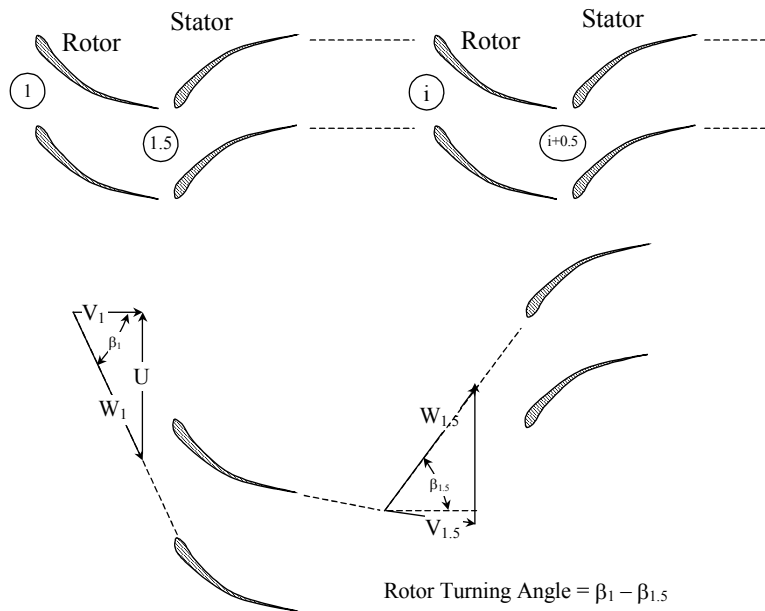 Rotor
Stator
Rotor
Stator
1
1.5
i
i+0.5
V1
β1
U
W1
W1.5
β1.5
V1.5
Rotor Turning Angle = β1 – β1.5